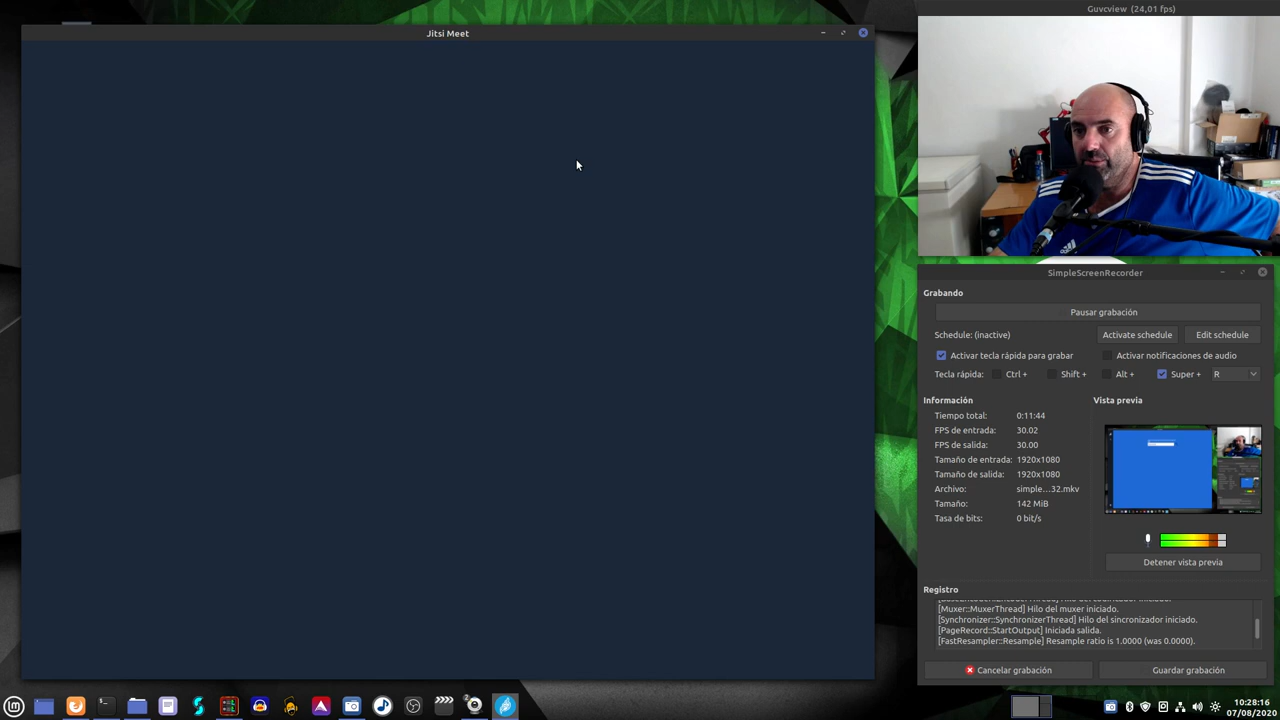 Jitsi Meet
Guvcview (24,01 fps)
SimpleScreenRecorder
Grabando
Pausar grabación
Schedule: (inactive)
Activate schedule
Edit schedule
Activar tecla rápida para grabar
Activar notificaciones de audio
Tecla rápida:
Ctrl +
Shift +
Alt +
Super +
R
Información
Vista previa
Tiempo total: 0:11:44
FPS de entrada: 30.02
FPS de salida: 30.00
Tamaño de entrada: 1920x1080
Tamaño de salida: 1920x1080
Archivo: simple…32.mkv
Tamaño: 142 MiB
Tasa de bits: 0 bit/s
Detener vista previa
Registro
[Muxer::MuxerThread] Hilo del muxer iniciado.
[Synchronizer::SynchronizerThread] Hilo del sincronizador iniciado.
[PageRecord::StartOutput] Iniciada salida.
[FastResampler::Resample] Resample ratio is 1.0000 (was 0.0000).
Cancelar grabación
Guardar grabación
10:28:16
07/08/2020